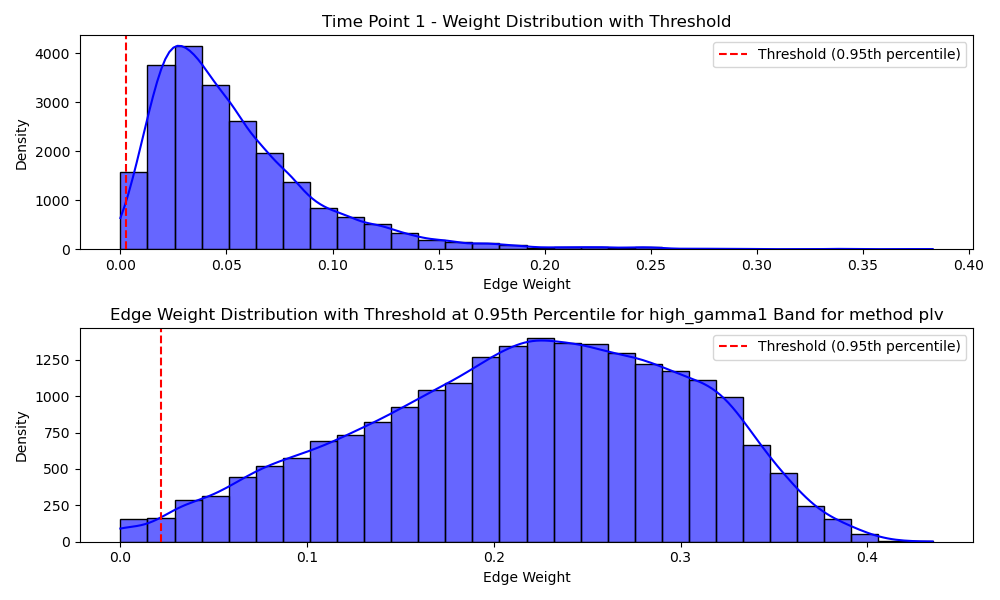 Time Point 1 - Weight Distribution with Threshold
Threshold (0.95th percentile)
4000
3000
2000
1000
0
Density
0.00 0.05 0.10 0.15 0.20 0.25 0.30 0.35 0.40
Edge Weight
Edge Weight Distribution with Threshold at 0.95th Percentile for high_gamma1 Band for method plv
Threshold (0.95th percentile)
1250
1000
750
500
250
0
Density
0.0 0.1 0.2 0.3 0.4
Edge Weight